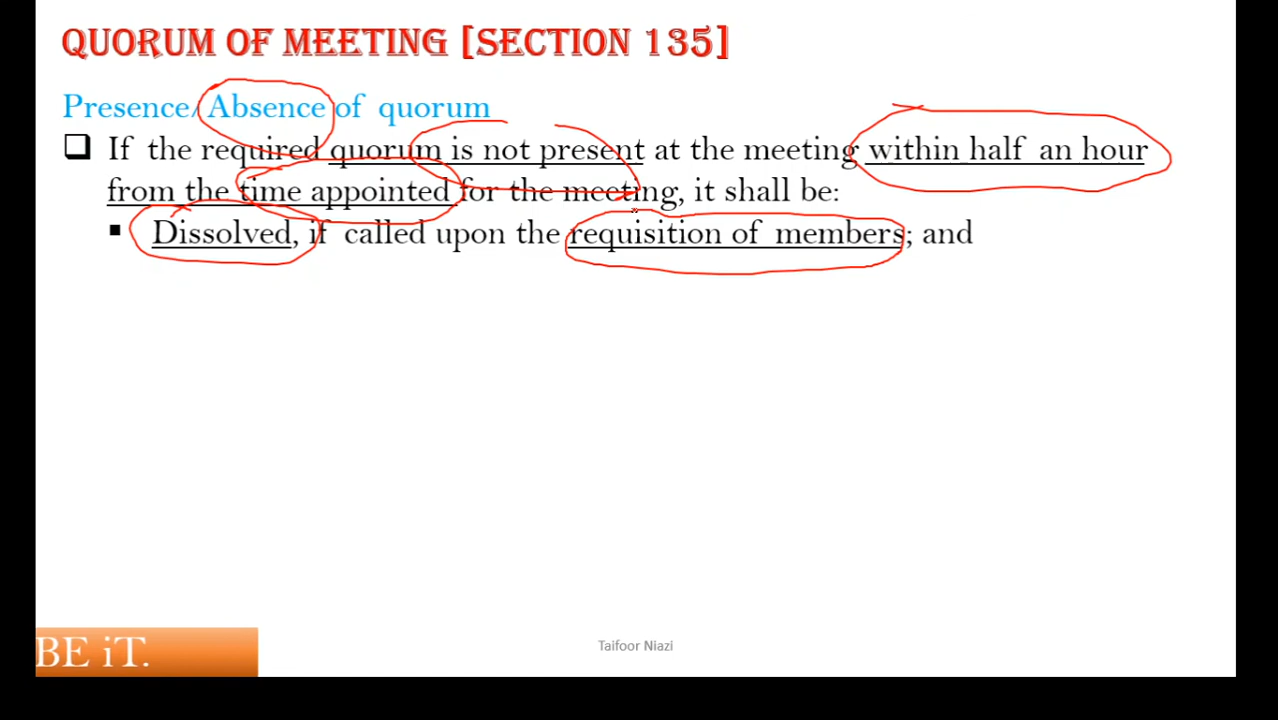 QUORUM OF MEETING [SECTION 135]
Presence/Absence of quorum
If the required quorum is not present at the meeting within half an hour
from the time appointed for the meeting, it shall be:
Dissolved, if called upon the requisition of members; and
BE iT.
Taifoor Niazi